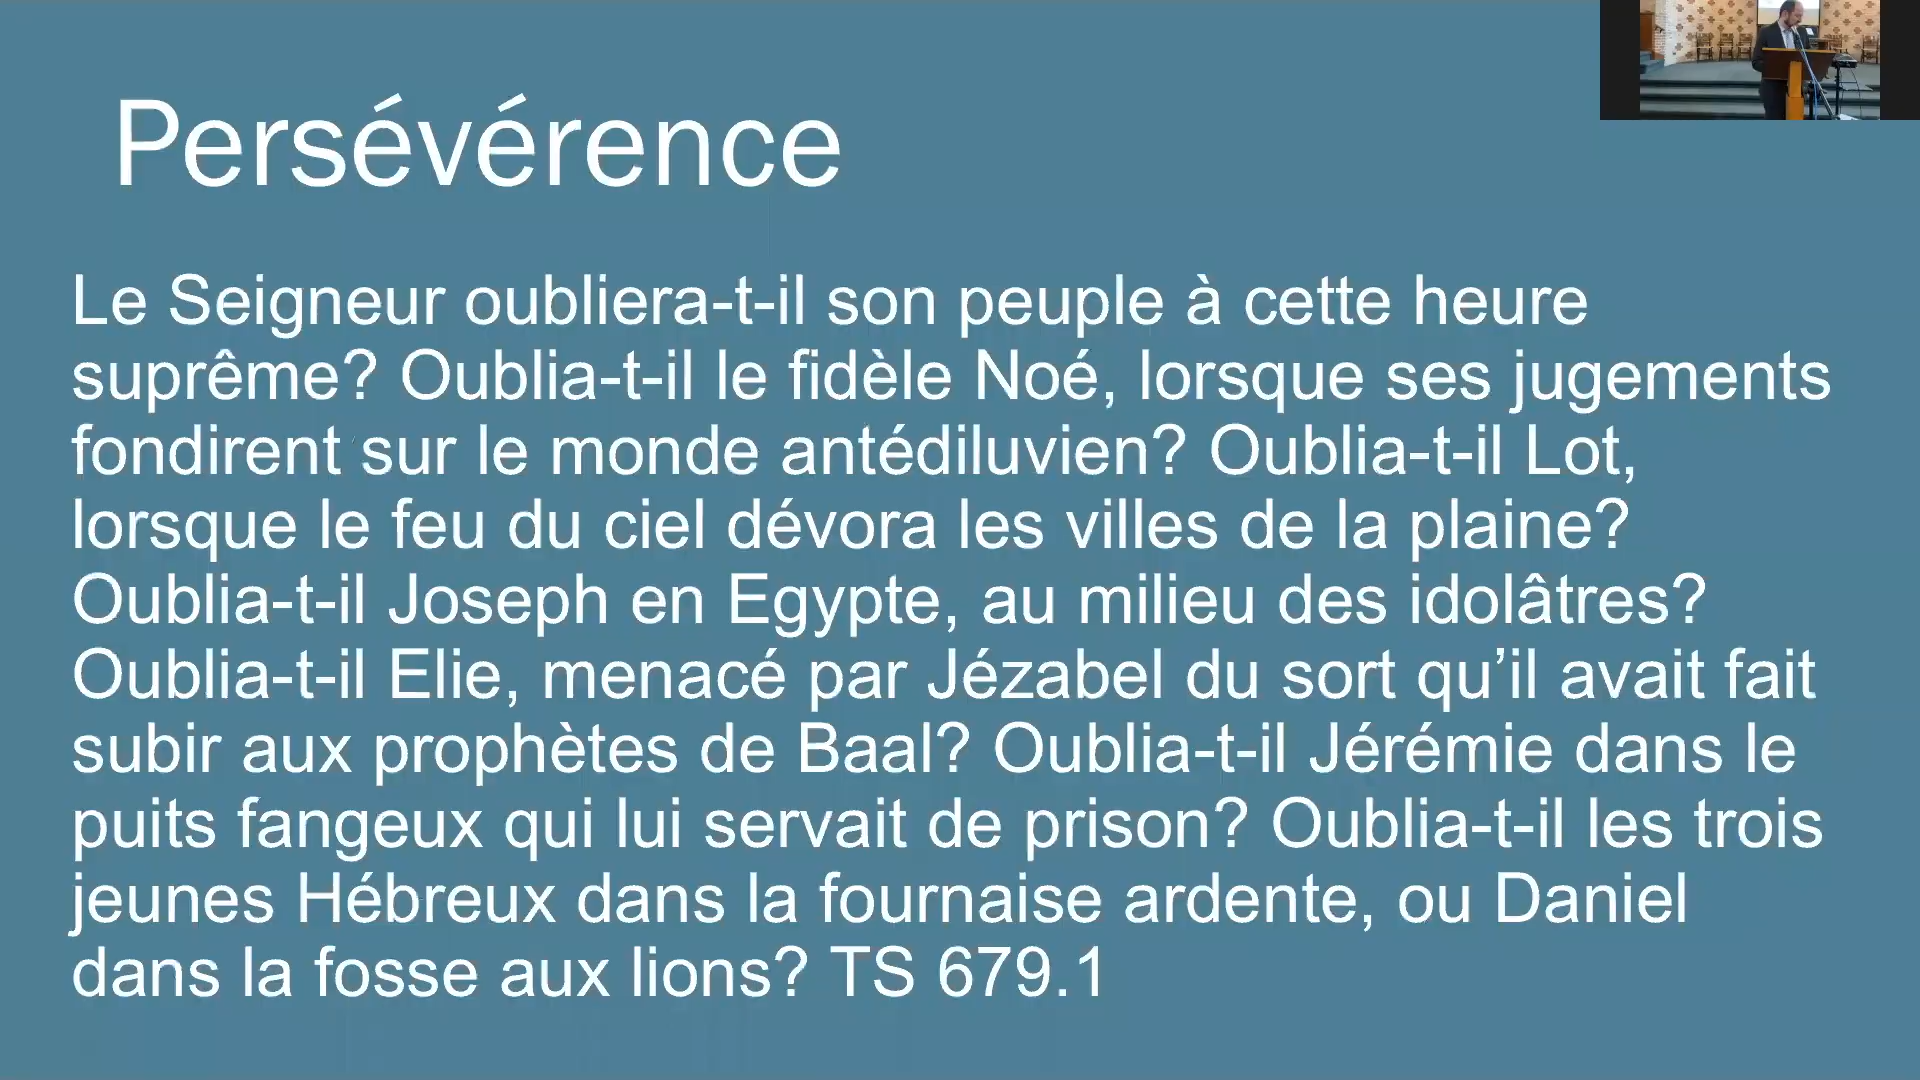 Persévérence
Le Seigneur oubliera-t-il son peuple à cette heure
suprême? Oublia-t-il le fidèle Noé, lorsque ses jugements
fondirent sur le monde antédiluvien? Oublia-t-il Lot,
lorsque le feu du ciel dévora les villes de la plaine?
Oublia-t-il Joseph en Egypte, au milieu des idolâtres?
Oublia-t-il Elie, menacé par Jézabel du sort qu’il avait fait
subir aux prophètes de Baal? Oublia-t-il Jérémie dans le
puits fangeux qui lui servait de prison? Oublia-t-il les trois
jeunes Hébreux dans la fournaise ardente, ou Daniel
dans la fosse aux lions? TS 679.1